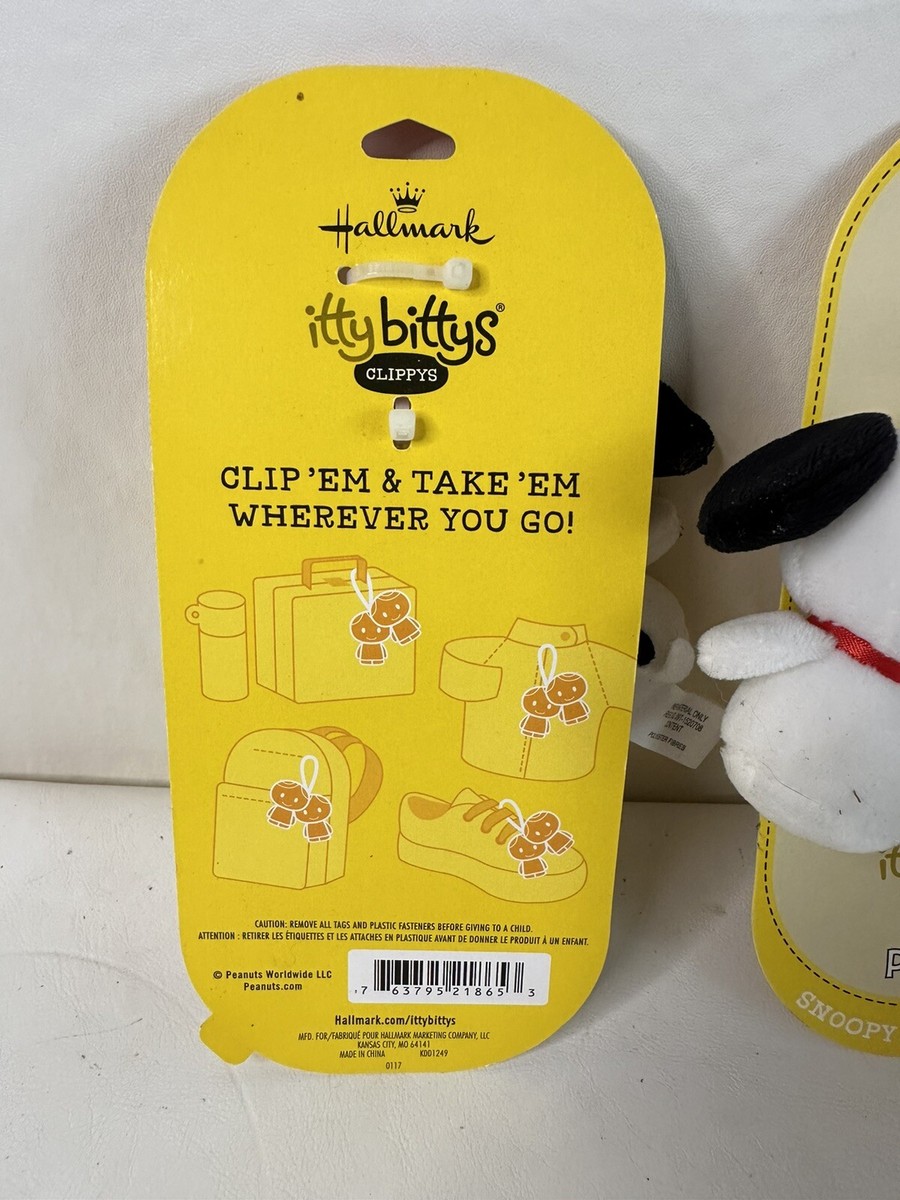 Hallmark
ittybittys®
CLIPPYS
CLIP 'EM & TAKE 'EM
WHEREVER YOU GO!
CAUTION: REMOVE ALL TAGS AND PLASTIC FASTENERS BEFORE GIVING TO A CHILD.
ATTENTION : RETIRER LES ÉTIQUETTES ET LES ATTACHES EN PLASTIQUE AVANT DE DONNER LE PRODUIT À UN ENFANT.
© Peanuts Worldwide LLC
Peanuts.com
7 63795 21865 3
Hallmark.com/ittybittys
MFD. FOR/FABRIQUÉ POUR HALLMARK MARKETING COMPANY, LLC
KANSAS CITY, MO 64141
MADE IN CHINA KDD1249
0117
MATERIAL ONLY
SNOOPY